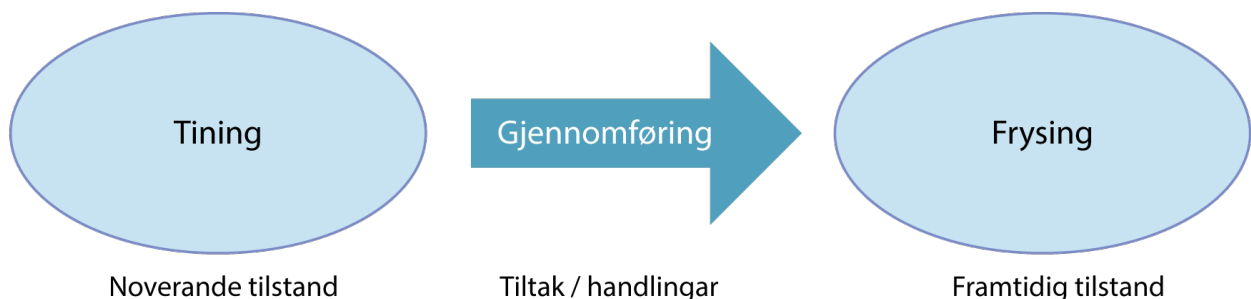 Tining
Gjennomføring
Frysing
Noverande tilstand
Tiltak / handlingar
Framtidig tilstand